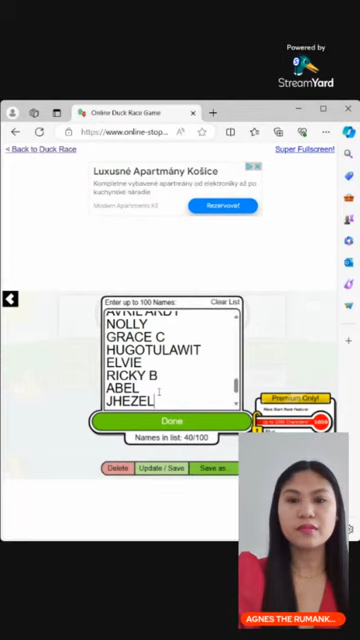 Powered by
StreamYard
Online Duck Race Game
https://www.online-stop...
< Back to Duck Race
Super Fullscreen!
Luxusné Apartmány Košice
Kompletne vybavené apartmány od elektroniky až po
kuchynské náradie
Modern Apartments KE
Rezervovať
Enter up to 100 Names:
Clear List
AVRIL ARDY
NOLLY
GRACE C
HUGOTULAWIT
ELVIE
RICKY B
ABEL
JHEZEL
Done
Names in list: 40/100
Premium Only!
Delete
Update / Save
Save as...
AGNES THE RUMANK...